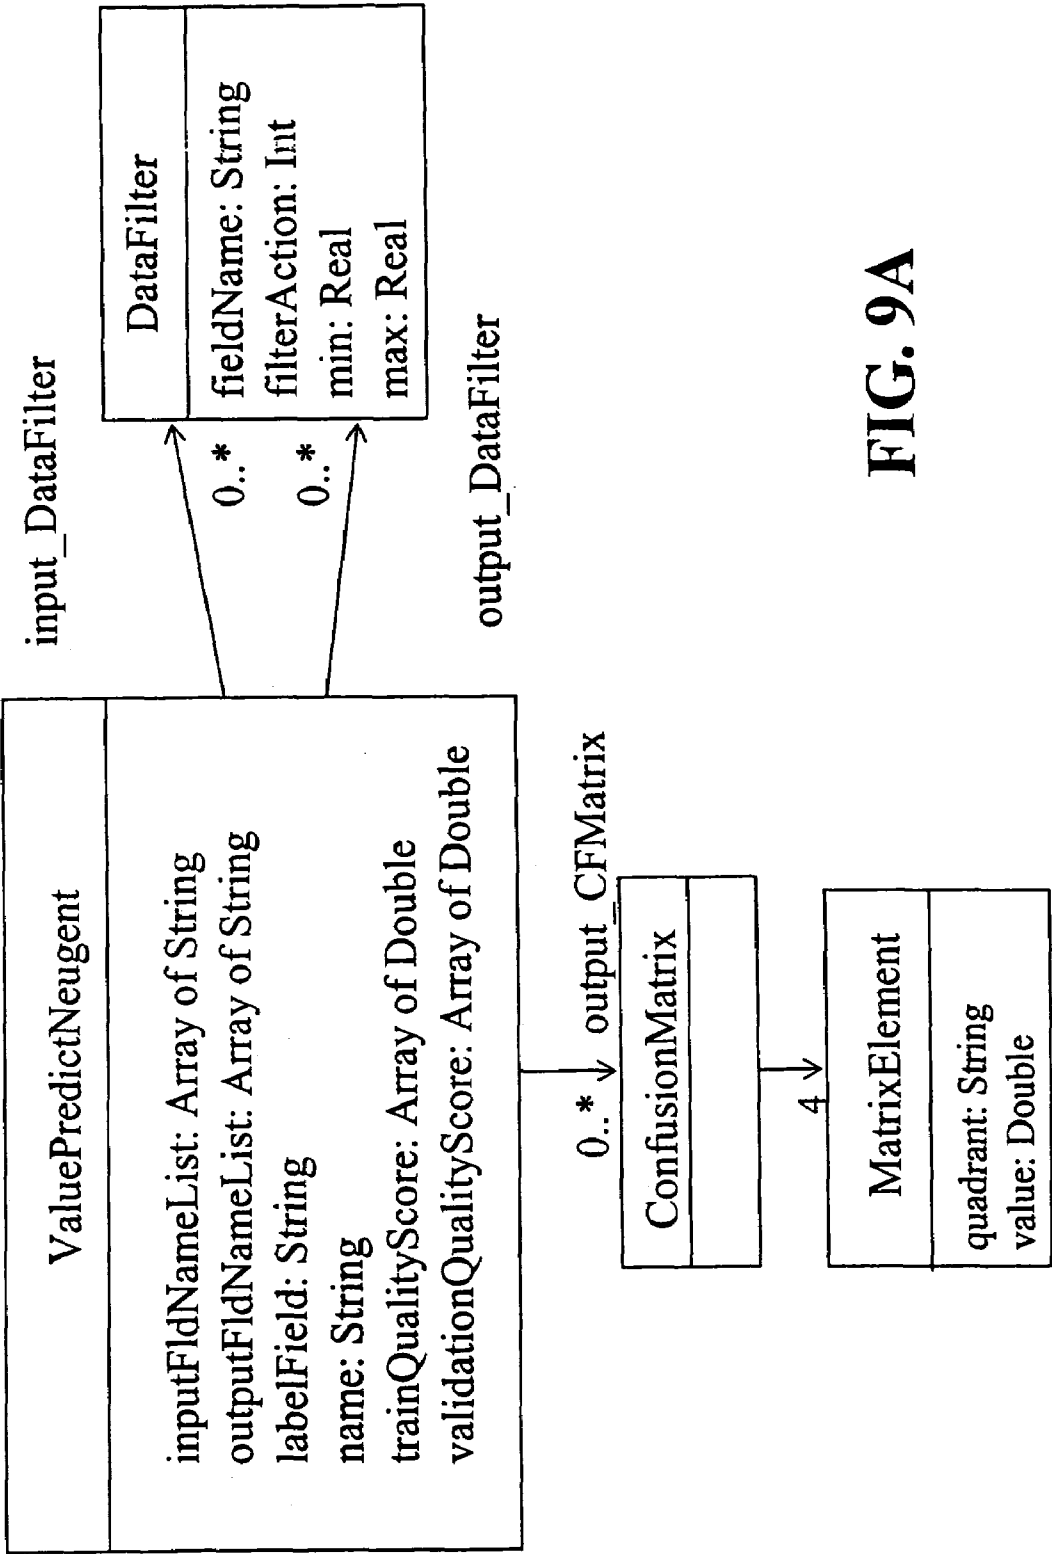 ValuePredictNeugent
inputFldNameList: Array of String
outputFldNameList: Array of String
labelField: String
name: String
trainQualityScore: Array of Double
validationQualityScore: Array of Double
input_DataFilter
DataFilter
fieldName: String
filterAction: Int
min: Real
max: Real
0..*
0..*
output_DataFilter
0..* output_CFMatrix
ConfusionMatrix
4
MatrixElement
quadrant: String
value: Double
FIG. 9A